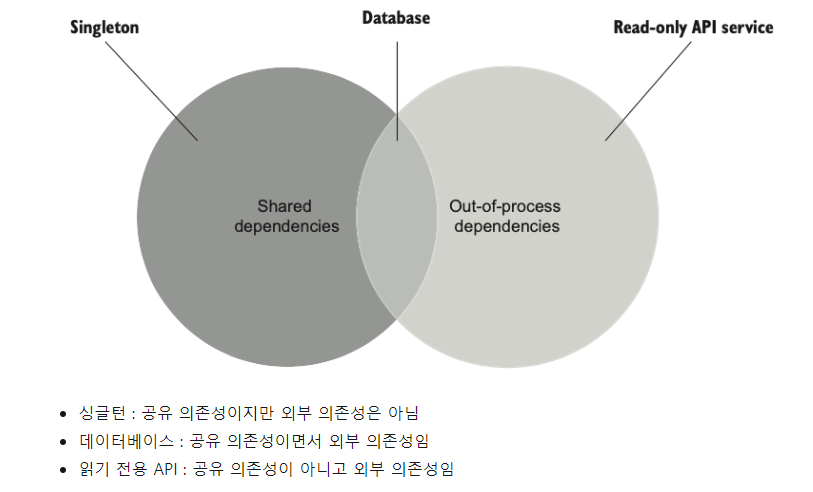 Singleton
Database
Read-only API service
Shared
dependencies
Out-of-process
dependencies
싱글턴 : 공유 의존성이지만 외부 의존성은 아님
데이터베이스 : 공유 의존성이면서 외부 의존성임
읽기 전용 API : 공유 의존성이 아니고 외부 의존성임